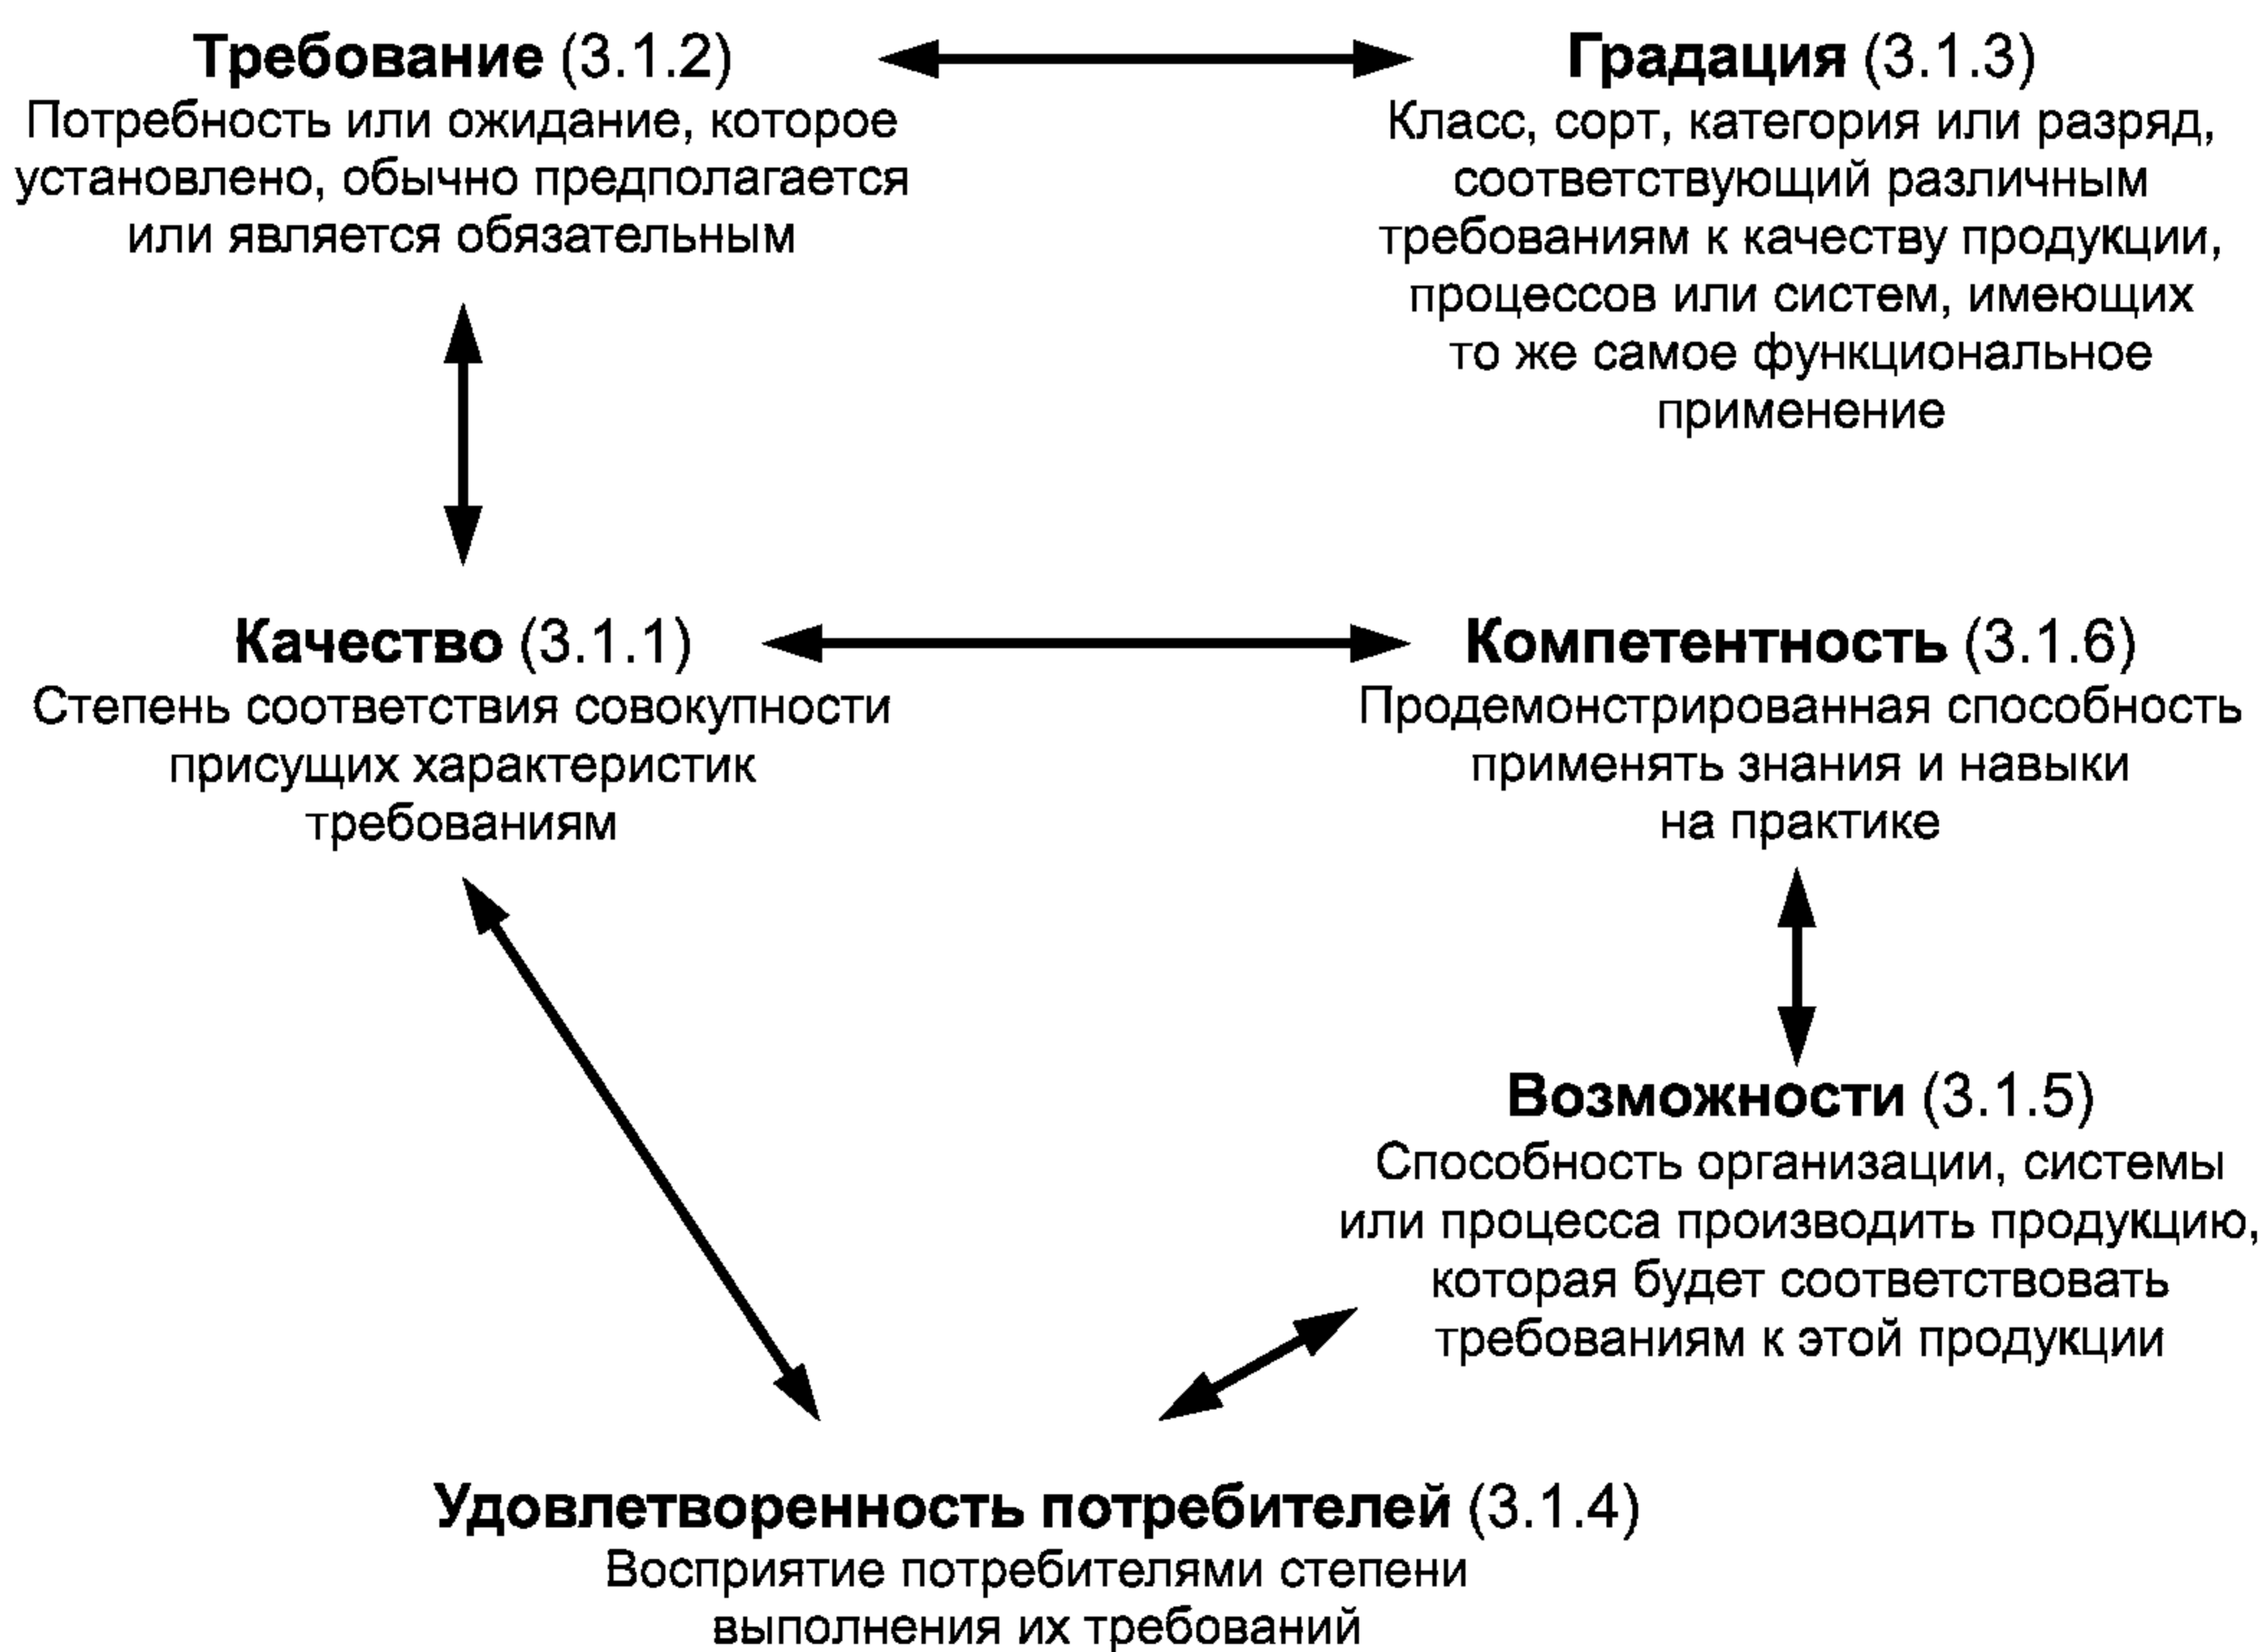 Требование (3.1.2)
Потребность или ожидание, которое
установлено, обычно предполагается
или является обязательным
Градация (3.1.3)
Класс, сорт, категория или разряд,
соответствующий различным
требованиям к качеству продукции,
процессов или систем, имеющих
то же самое функциональное
применение
Качество (3.1.1)
Степень соответствия совокупности
присущих характеристик
требованиям
Компетентность (3.1.6)
Продемонстрированная способность
применять знания и навыки
на практике
Возможности (3.1.5)
Способность организации, системы
или процесса производить продукцию,
которая будет соответствовать
требованиям к этой продукции
Удовлетворенность потребителей (3.1.4)
Восприятие потребителями степени
выполнения их требований